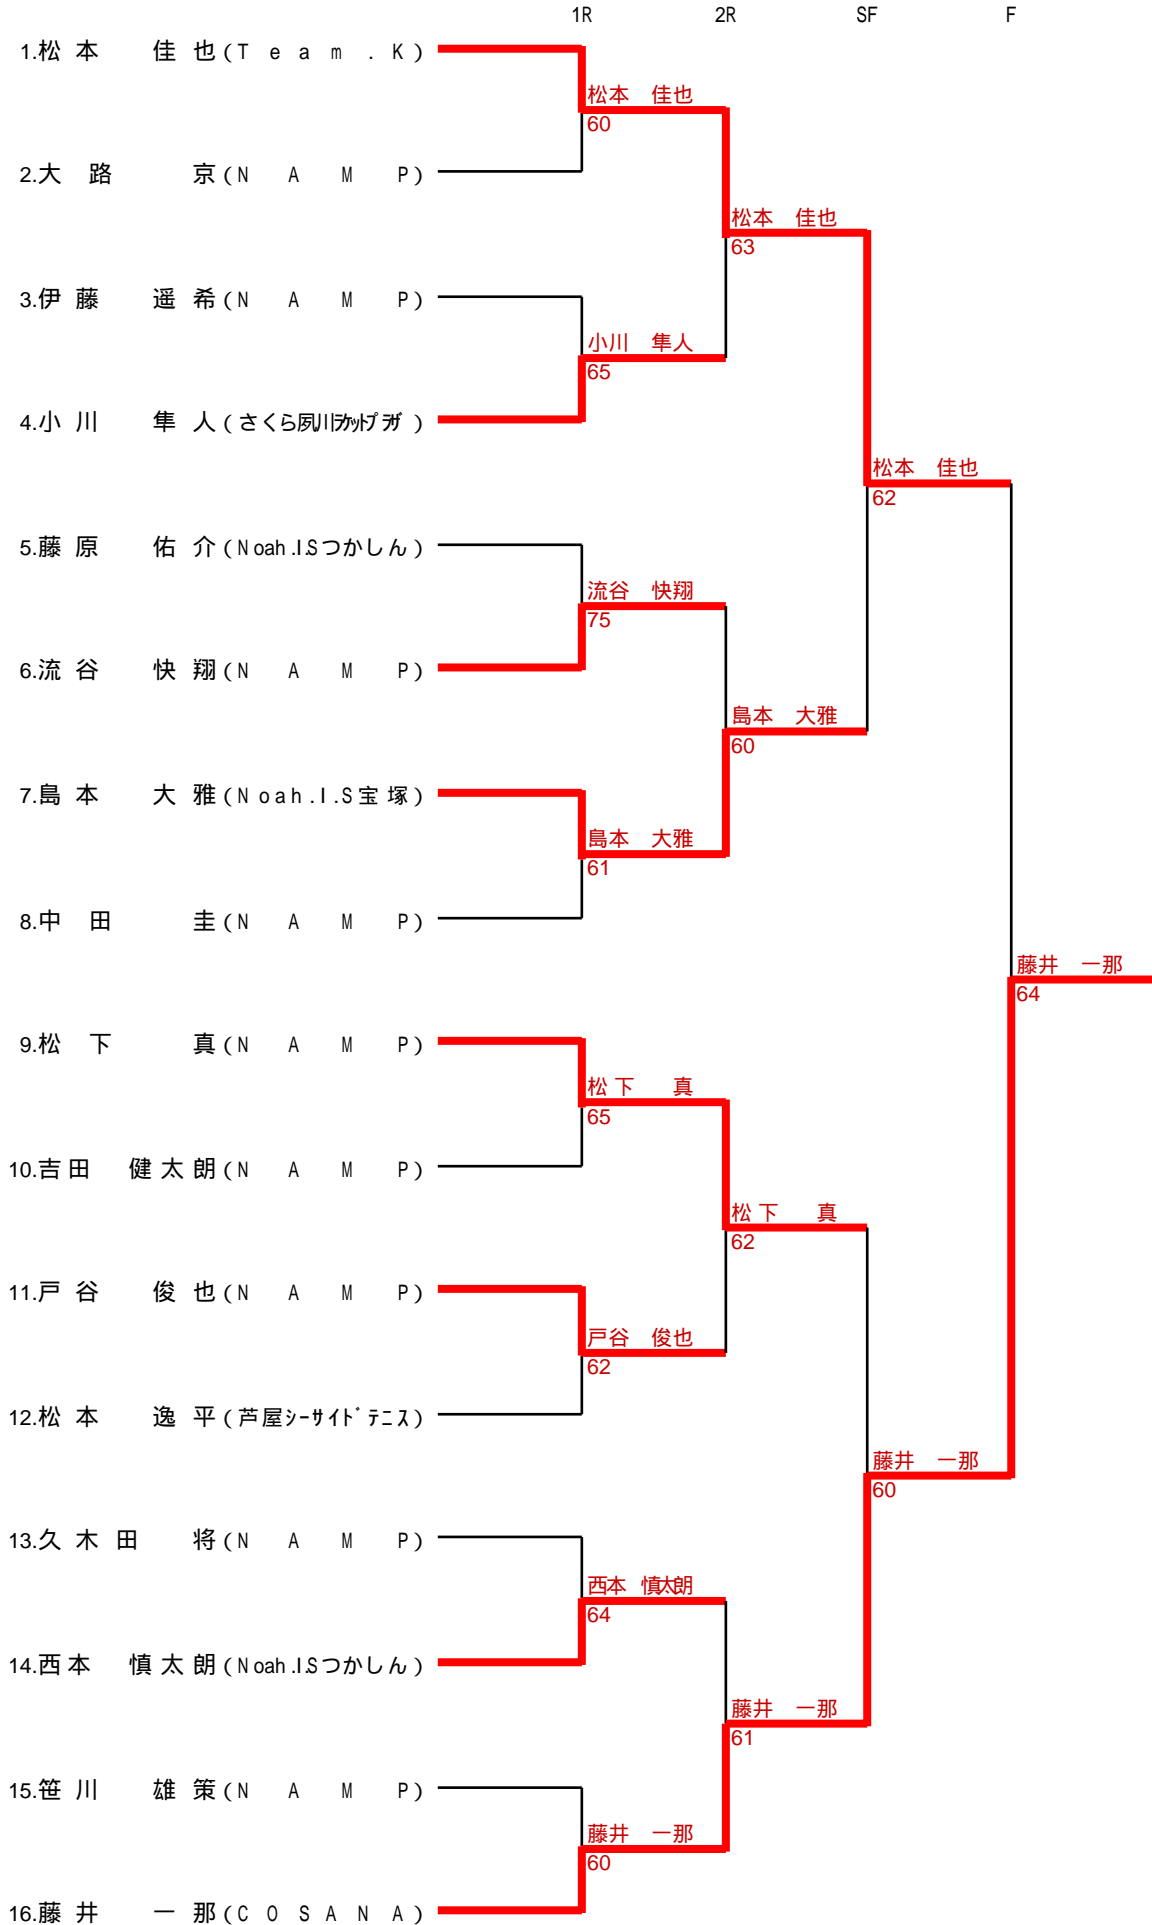 1R 2R SF F
1.松本 佳也(Team.K)
松本 佳也
60
2.大路 京(NAMP)
松本 佳也
63
3.伊藤 遥希(NAMP)
小川 隼人
65
4.小川 隼人(さくら夙川ラケットプラザ)
松本 佳也
62
5.藤原 佑介(Noah.I.Sつかしん)
流谷 快翔
75
6.流谷 快翔(NAMP)
島本 大雅
60
7.島本 大雅(Noah.I.S宝塚)
島本 大雅
61
8.中田 圭(NAMP)
藤井 一那
64
9.松下 真(NAMP)
松下 真
65
10.吉田 健太朗(NAMP)
松下 真
62
11.戸谷 俊也(NAMP)
戸谷 俊也
62
12.松本 逸平(芦屋シーサイドテニス)
藤井 一那
60
13.久木田 将(NAMP)
西本 慎太朗
64
14.西本 慎太朗(Noah.I.Sつかしん)
藤井 一那
61
15.笹川 雄策(NAMP)
藤井 一那
60
16.藤井 一那(COSANA)